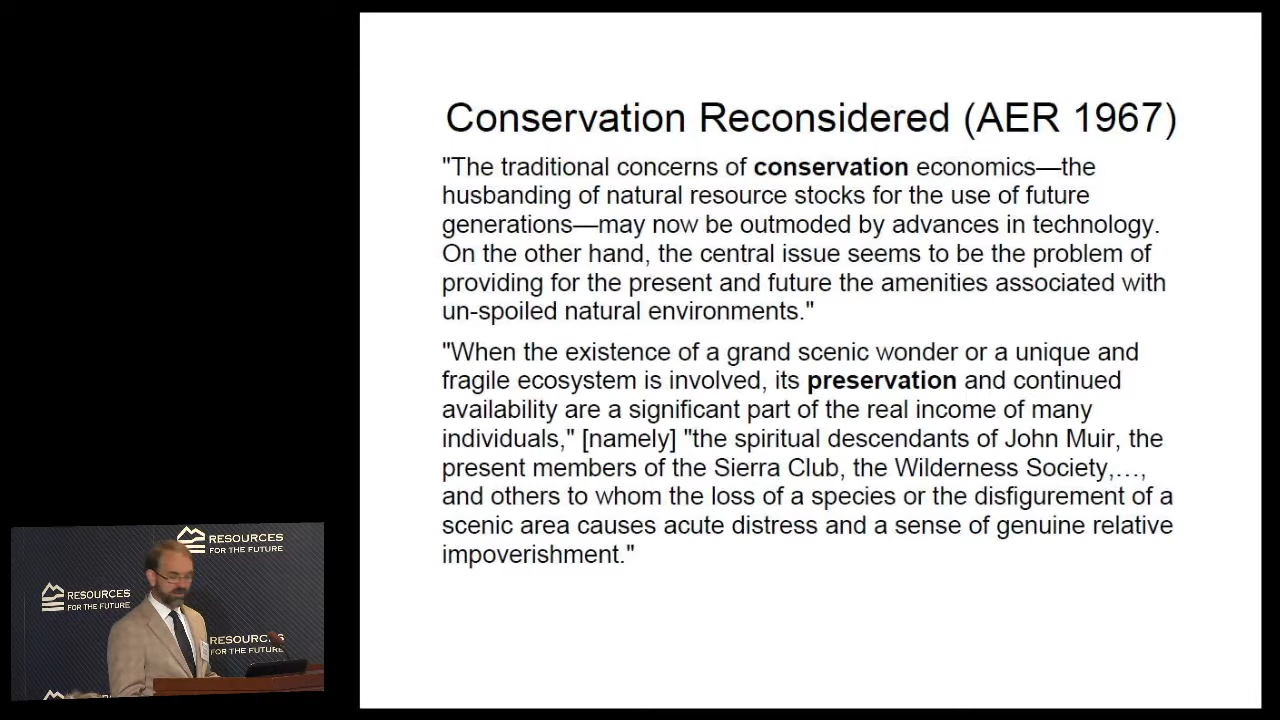 Conservation Reconsidered (AER 1967)
"The traditional concerns of conservation economics—the
husbanding of natural resource stocks for the use of future
generations—may now be outmoded by advances in technology.
On the other hand, the central issue seems to be the problem of
providing for the present and future the amenities associated with
un-spoiled natural environments."
"When the existence of a grand scenic wonder or a unique and
fragile ecosystem is involved, its preservation and continued
availability are a significant part of the real income of many
individuals," [namely] "the spiritual descendants of John Muir, the
present members of the Sierra Club, the Wilderness Society,…,
and others to whom the loss of a species or the disfigurement of a
scenic area causes acute distress and a sense of genuine relative
impoverishment."
RESOURCES
FOR THE FUTURE
RESOURCES
FOR THE FUTURE
RESOURCES
FOR THE FUTURE